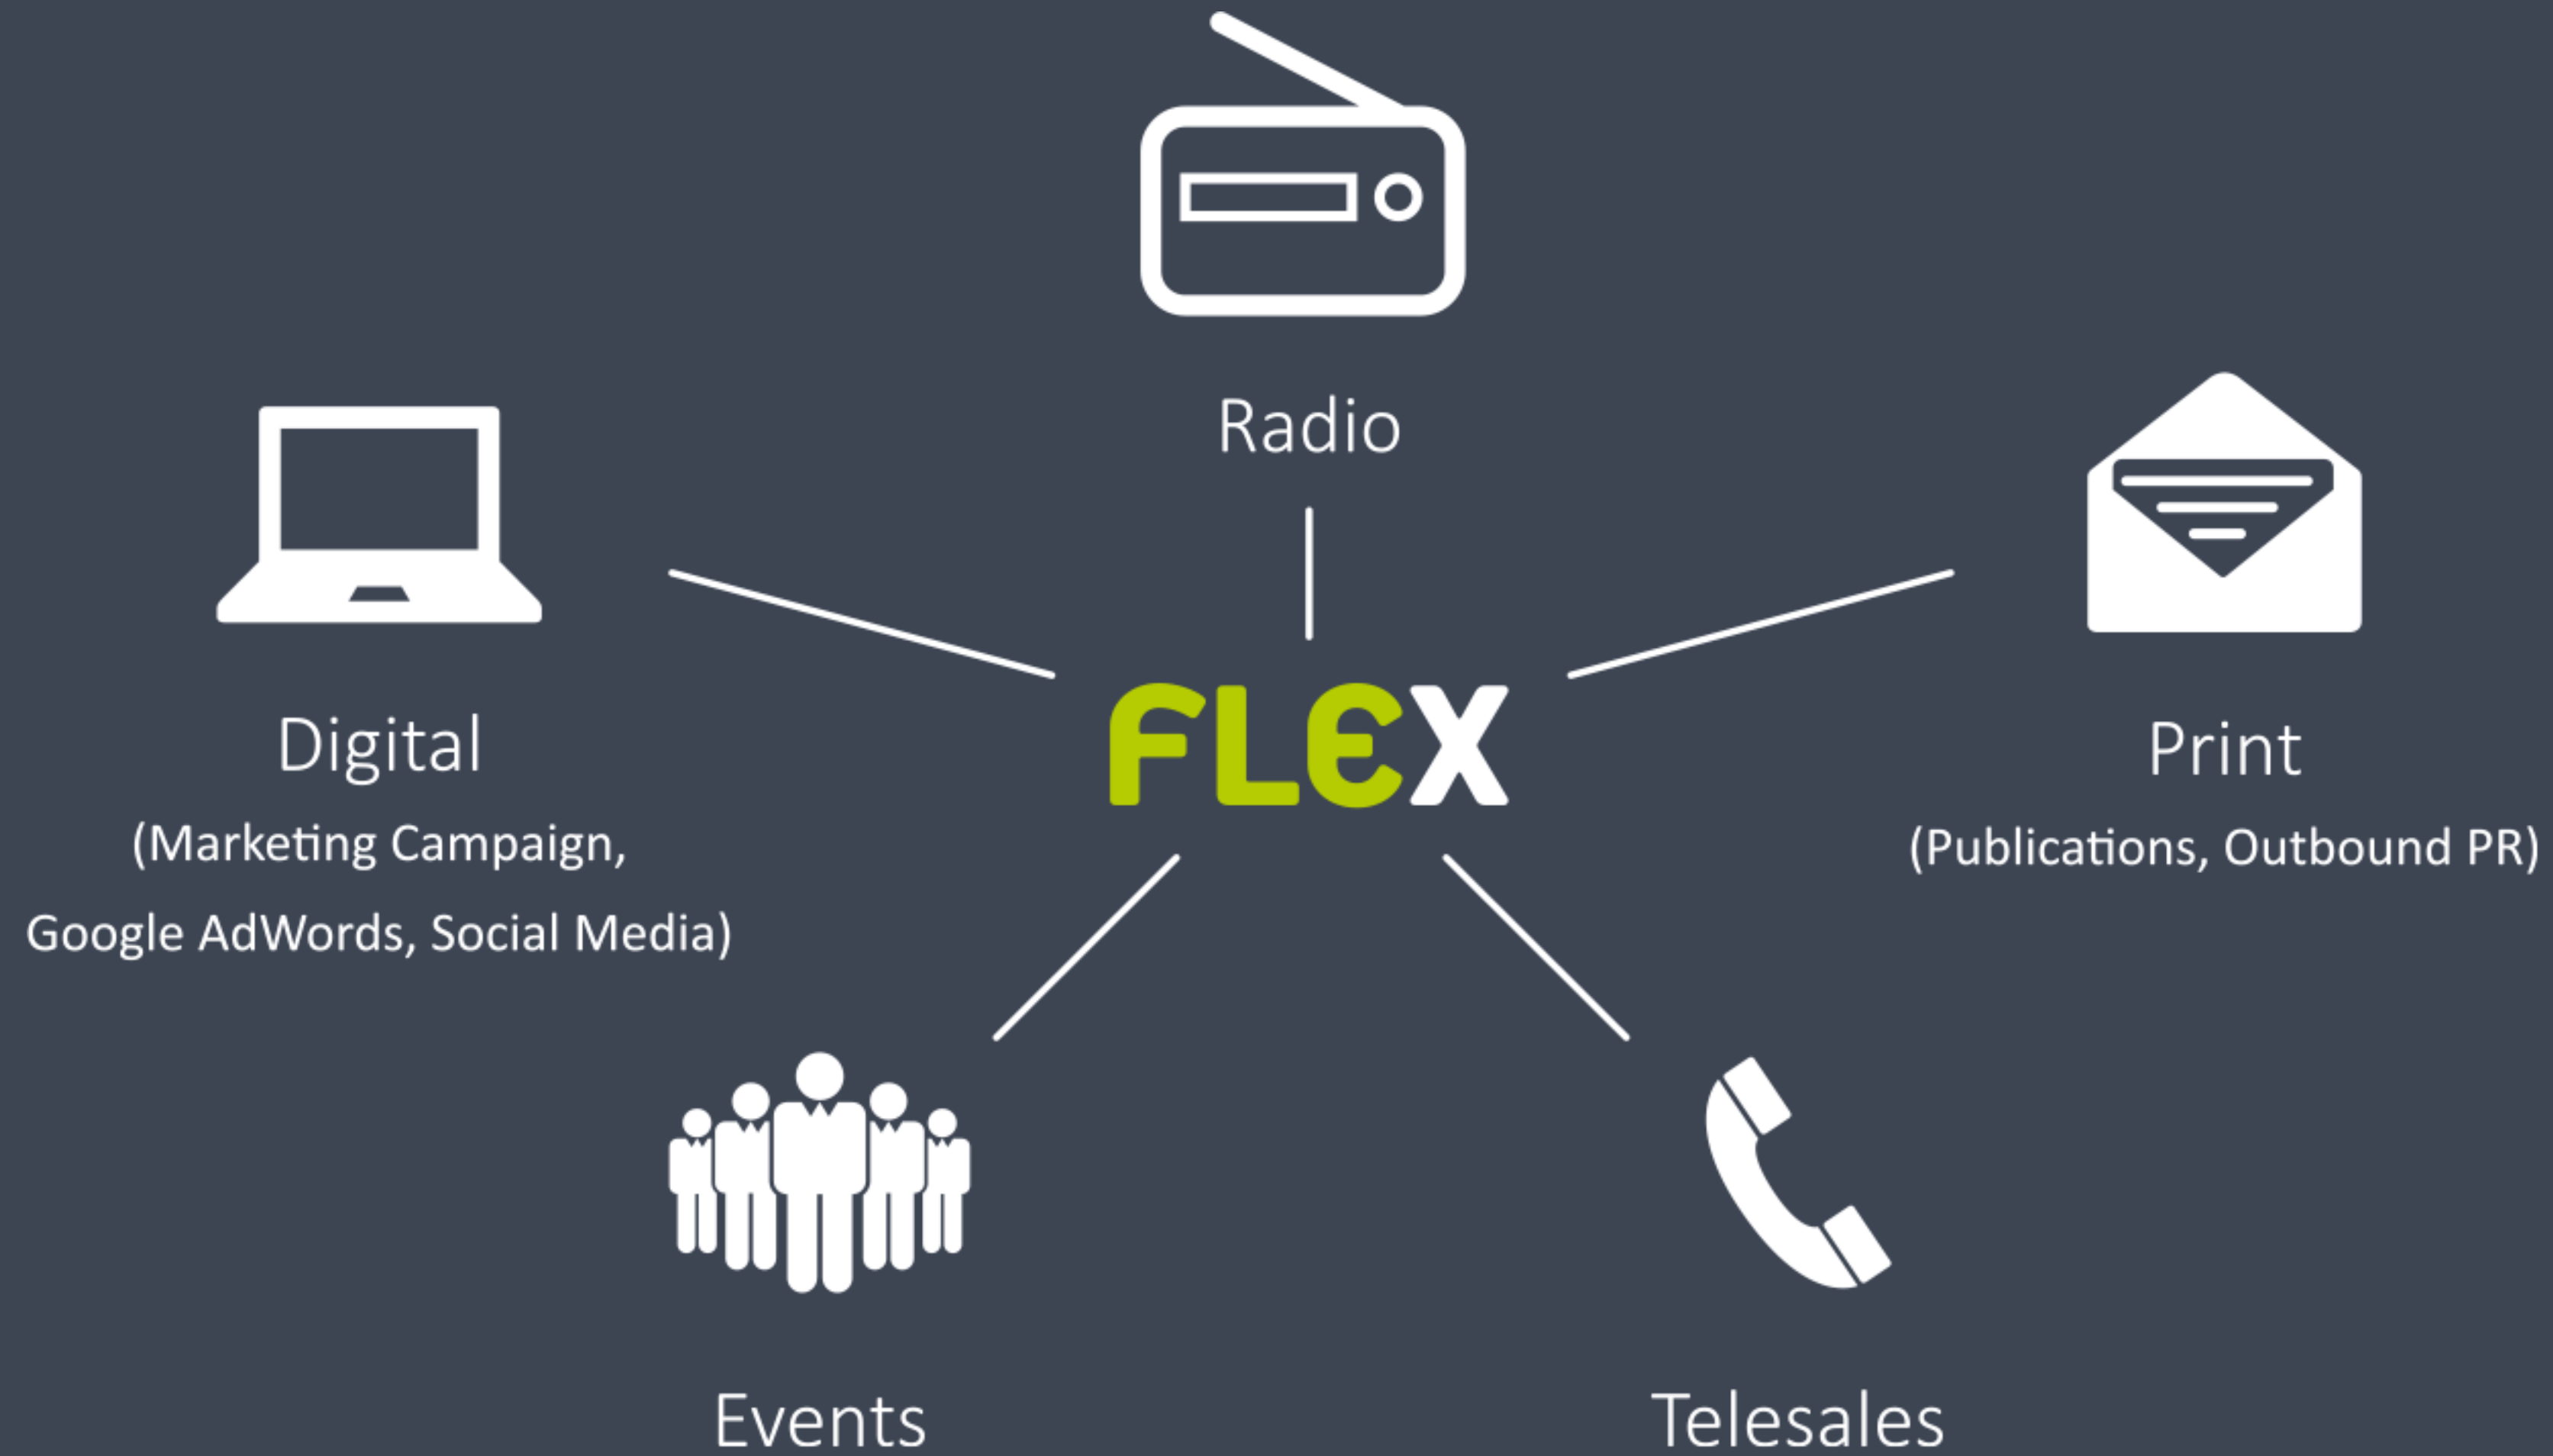 Radio
Digital
(Marketing Campaign,
Google AdWords, Social Media)
FLEX
Print
(Publications, Outbound PR)
Events
Telesales